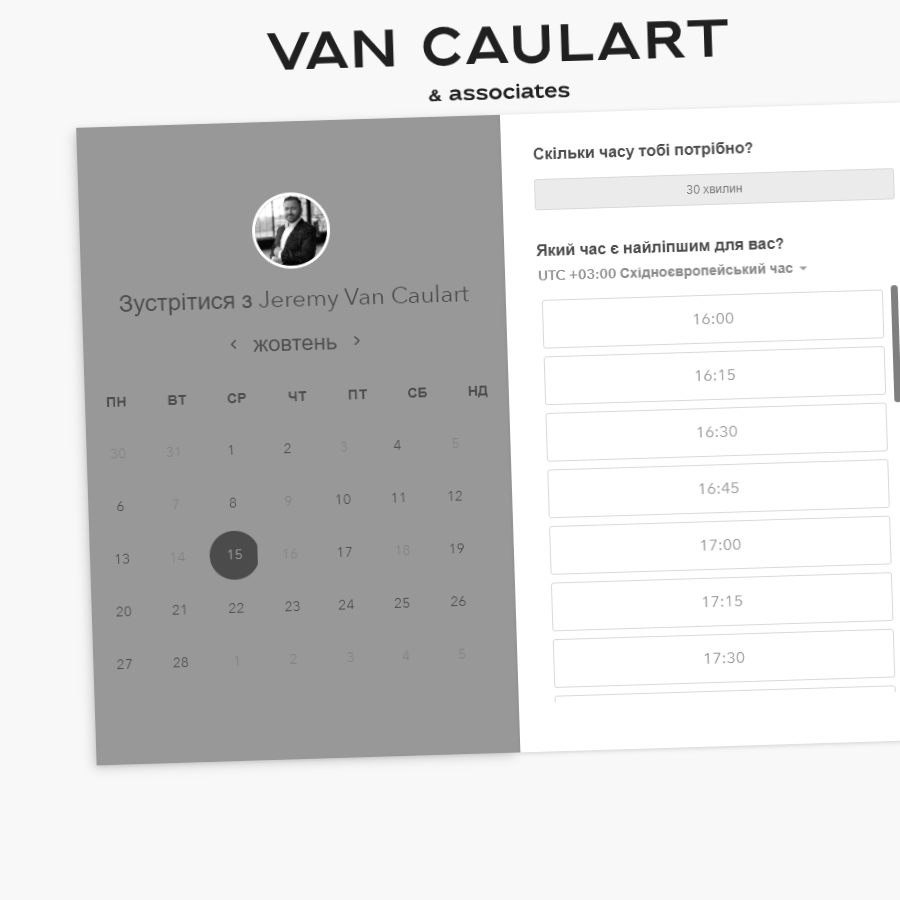 VAN CAULART
& associates
Зустрітися з Jeremy Van Caulart
‹ жовтень ›
ПН ВТ СР ЧТ ПТ СБ НД
30 31 1 2 3 4 5
6 7 8 9 10 11 12
13 14 15 16 17 18 19
20 21 22 23 24 25 26
27 28 1 2 3 4 5
Скільки часу тобі потрібно?
30 хвилин
Який час є найліпшим для вас?
UTC +03:00 Східноєвропейський час
16:00
16:15
16:30
16:45
17:00
17:15
17:30